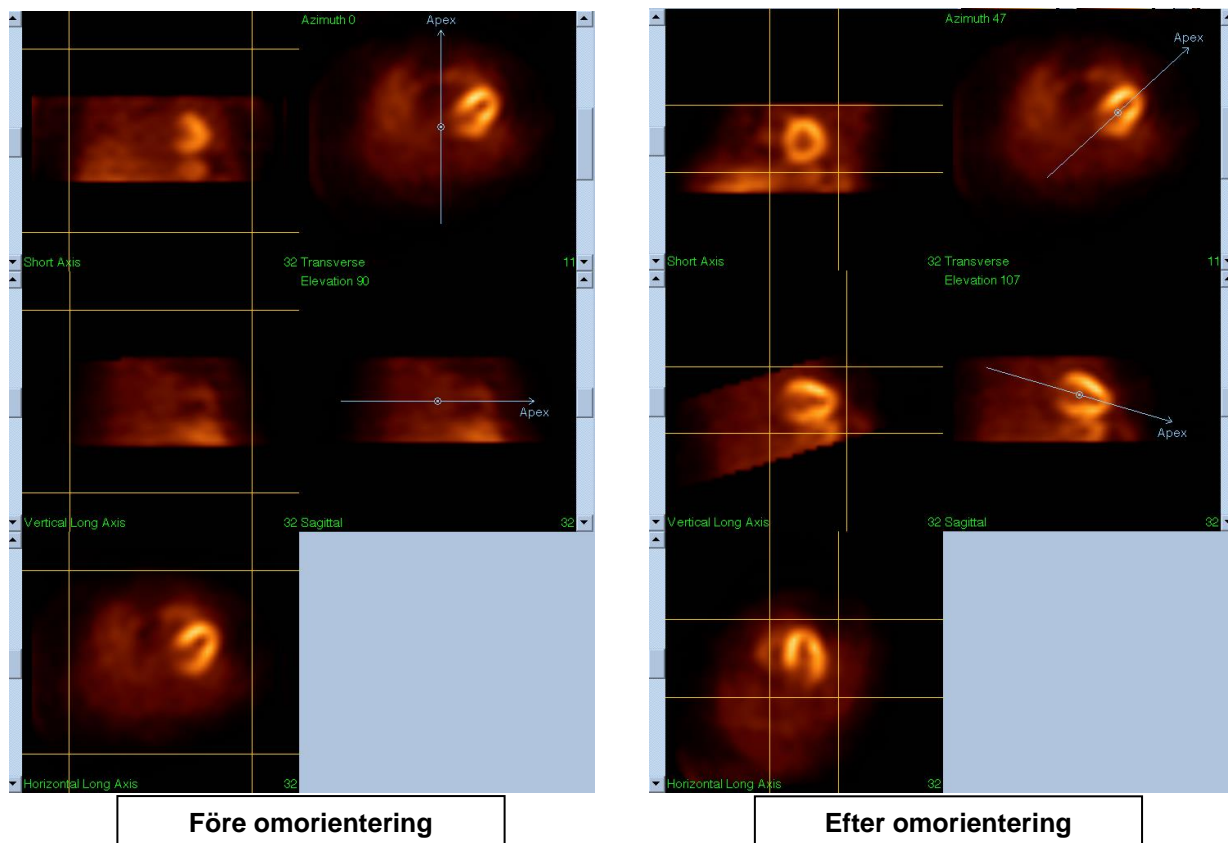 Azimuth 0
Apex
Short Axis 32
Transverse 11
Elevation 90
Apex
Vertical Long Axis 32
Sagittal 32
Horizontal Long Axis 32
Före omorientering
Azimuth 47
Apex
Short Axis 32
Transverse 11
Elevation 107
Apex
Vertical Long Axis 32
Sagittal 32
Horizontal Long Axis 32
Efter omorientering